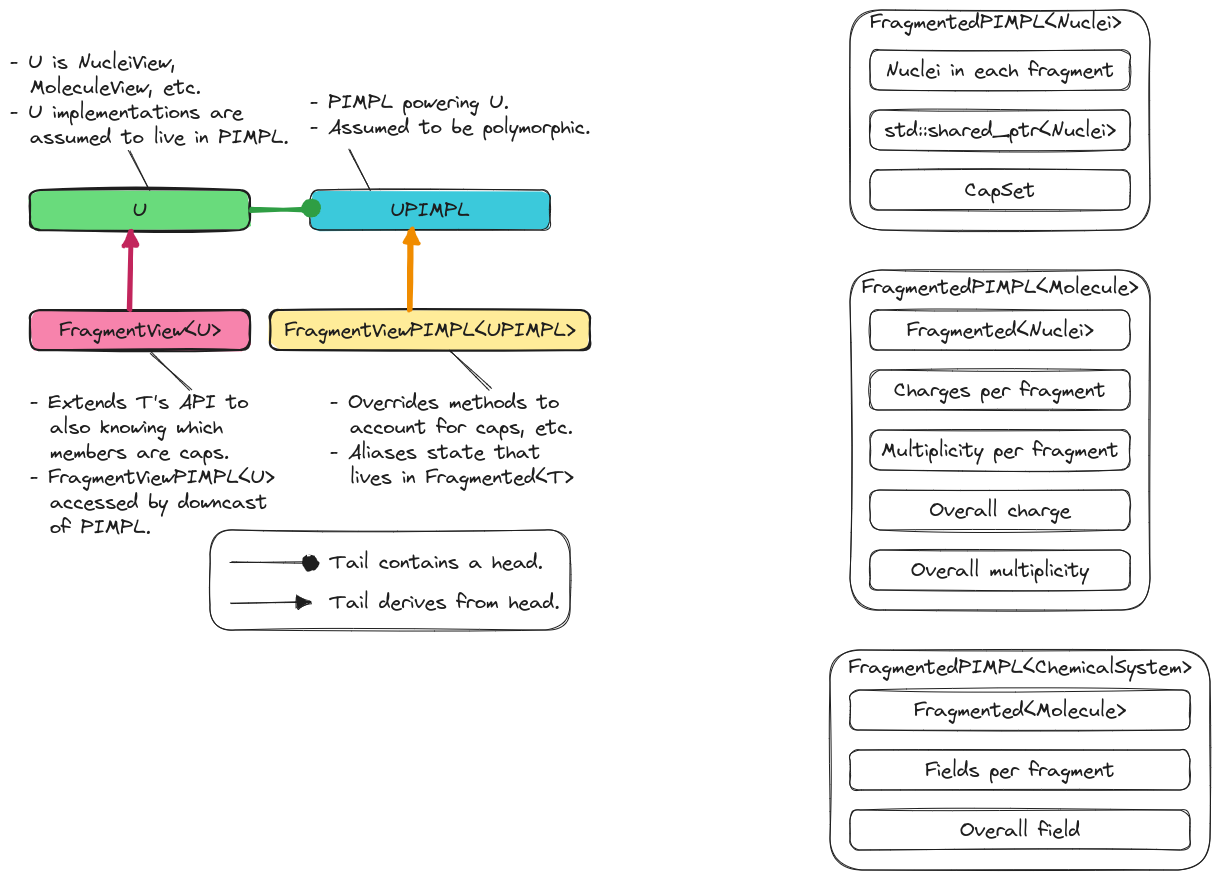 - U is NucleiView,
MoleculeView, etc.
- U implementations are
assumed to live in PIMPL.
- PIMPL powering U.
- Assumed to be polymorphic.
U
UPIMPL
FragmentView<U>
FragmentViewPIMPL<UPIMPL>
- Extends T's API to
also knowing which
members are caps.
- FragmentViewPIMPL<U>
accessed by downcast
of PIMPL.
- Overrides methods to
account for caps, etc.
- Aliases state that
lives in Fragmented<T>
Tail contains a head.
Tail derives from head.
FragmentedPIMPL<Nuclei>
Nuclei in each fragment
std::shared_ptr<Nuclei>
CapSet
FragmentedPIMPL<Molecule>
Fragmented<Nuclei>
Charges per fragment
Multiplicity per fragment
Overall charge
Overall multiplicity
FragmentedPIMPL<ChemicalSystem>
Fragmented<Molecule>
Fields per fragment
Overall field